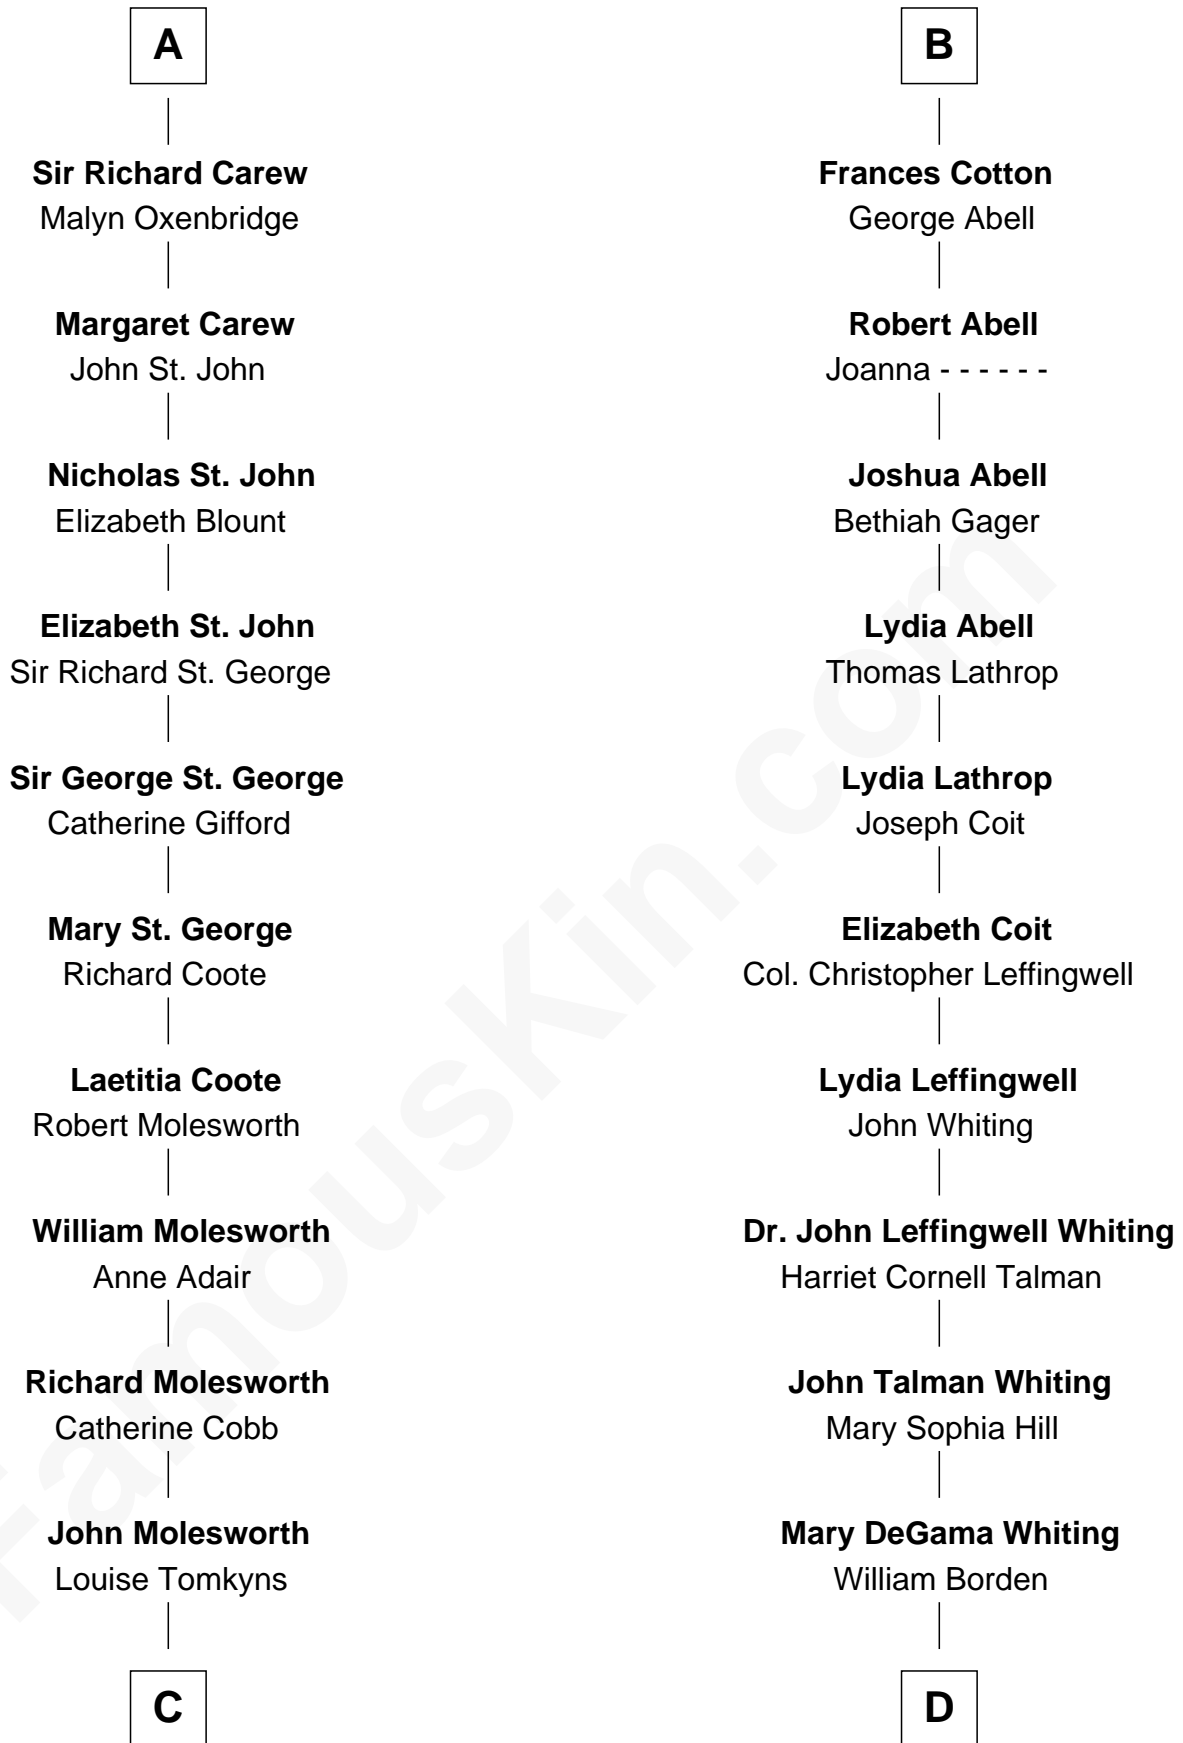 A
Sir Richard Carew
Malyn Oxenbridge
Margaret Carew
John St. John
Nicholas St. John
Elizabeth Blount
Elizabeth St. John
Sir Richard St. George
Sir George St. George
Catherine Gifford
Mary St. George
Richard Coote
Laetitia Coote
Robert Molesworth
William Molesworth
Anne Adair
Richard Molesworth
Catherine Cobb
John Molesworth
Louise Tomkyns
C
B
Frances Cotton
George Abell
Robert Abell
Joanna - - - - - -
Joshua Abell
Bethiah Gager
Lydia Abell
Thomas Lathrop
Lydia Lathrop
Joseph Coit
Elizabeth Coit
Col. Christopher Leffingwell
Lydia Leffingwell
John Whiting
Dr. John Leffingwell Whiting
Harriet Cornell Talman
John Talman Whiting
Mary Sophia Hill
Mary DeGama Whiting
William Borden
D
FamousKin.com